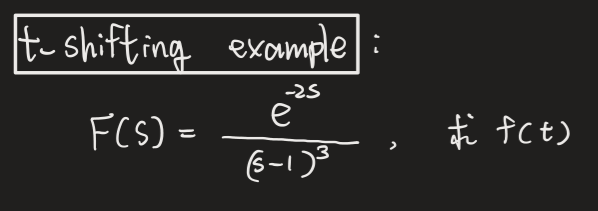 t-shifting example :
F(s) = e^{-2s} / (s-1)^3 , 求 f(t)